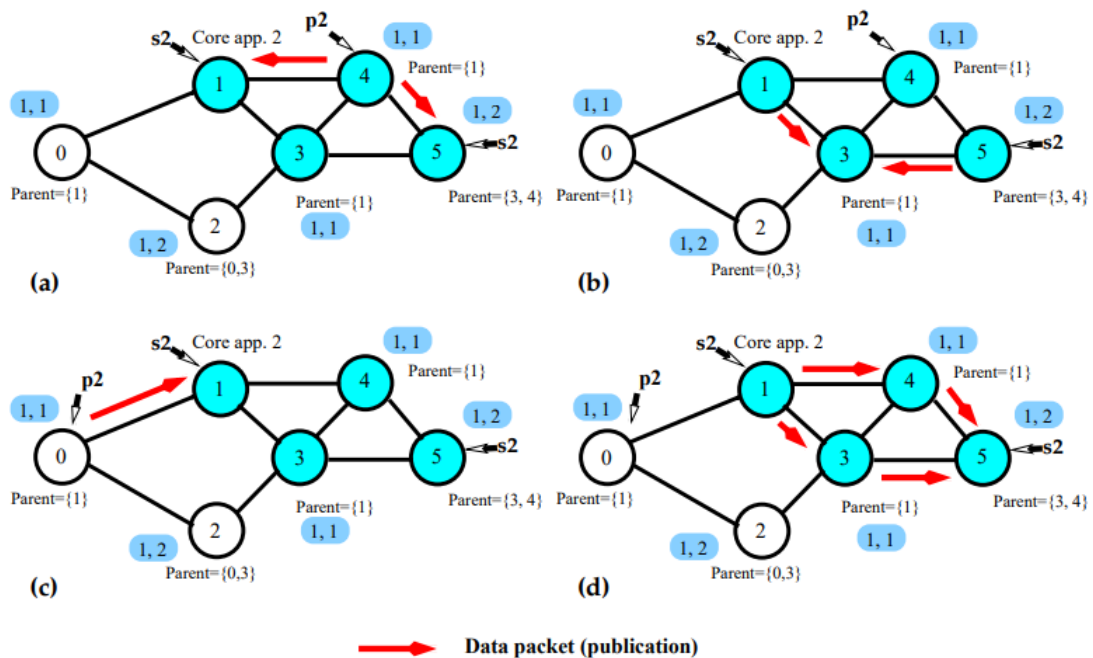 p2
1, 1
s2
Core app. 2
Parent={1}
1
4
1, 1
1, 2
s2
0
3
5
Parent={1}
Parent={1}
Parent={3, 4}
2
1, 1
1, 2
Parent={0,3}
(a)
p2
1, 1
s2
Core app. 2
Parent={1}
1
4
1, 1
1, 2
s2
0
3
5
Parent={1}
Parent={1}
Parent={3, 4}
2
1, 1
1, 2
Parent={0,3}
(b)
s2
Core app. 2
1, 1
p2
Parent={1}
1
4
1, 1
1, 2
s2
0
3
5
Parent={1}
Parent={1}
Parent={3, 4}
2
1, 1
1, 2
Parent={0,3}
(c)
s2
Core app. 2
1, 1
p2
Parent={1}
1
4
1, 1
1, 2
s2
0
3
5
Parent={1}
Parent={1}
Parent={3, 4}
2
1, 1
1, 2
Parent={0,3}
(d)
Data packet (publication)